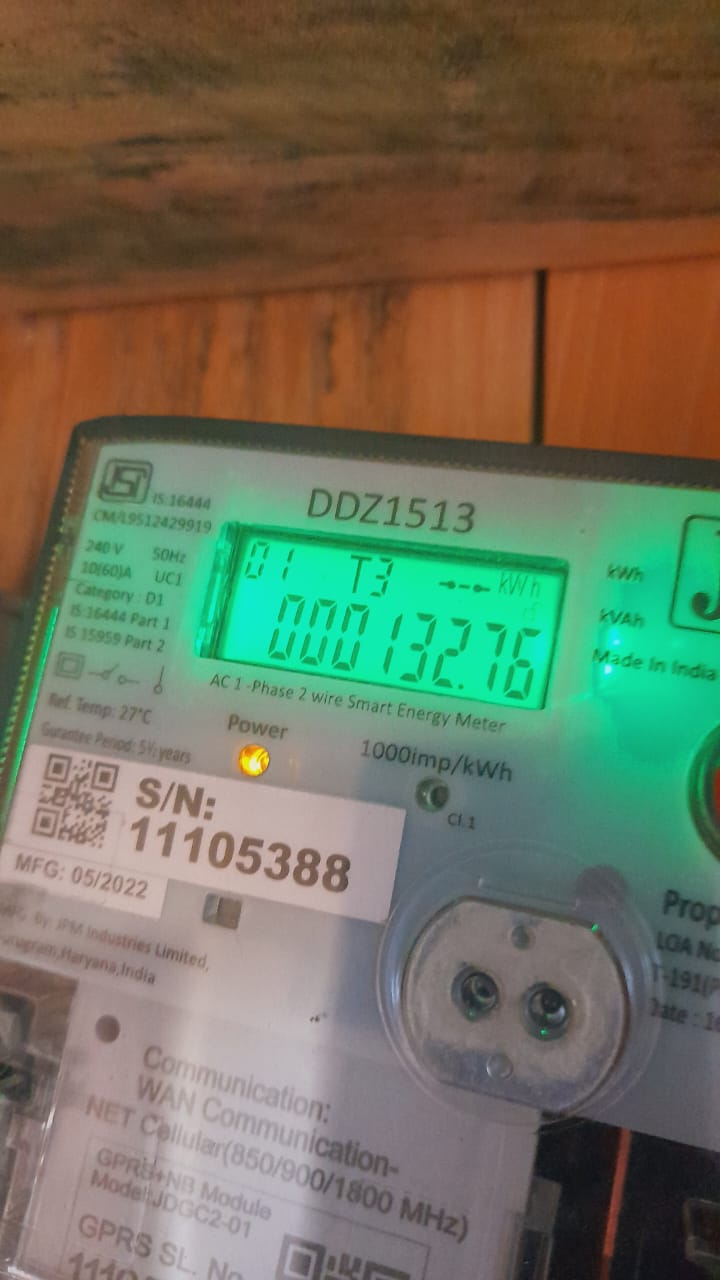 IS:16444
CM/L9512429919
DDZ1513
240 V 50Hz
10(60)A UC1
Category : D1
IS:16444 Part 1
IS 15959 Part 2
01 T3 kWh
00013276
kWh
kVAh
Made In India
AC 1 -Phase 2 wire Smart Energy Meter
Ref. Temp: 27°C
Gurantee Period: 5½ years
Power
1000imp/kWh
Cl.1
S/N:
11105388
MFG: 05/2022
By: JPM Industries Limited,
Haryana,India
Prop
LOA No
Communication:
WAN Communication-
NET Cellular(850/900/1800 MHz)
GPRS+NB Module
Model:JDGC2-01
GPRS SL. No